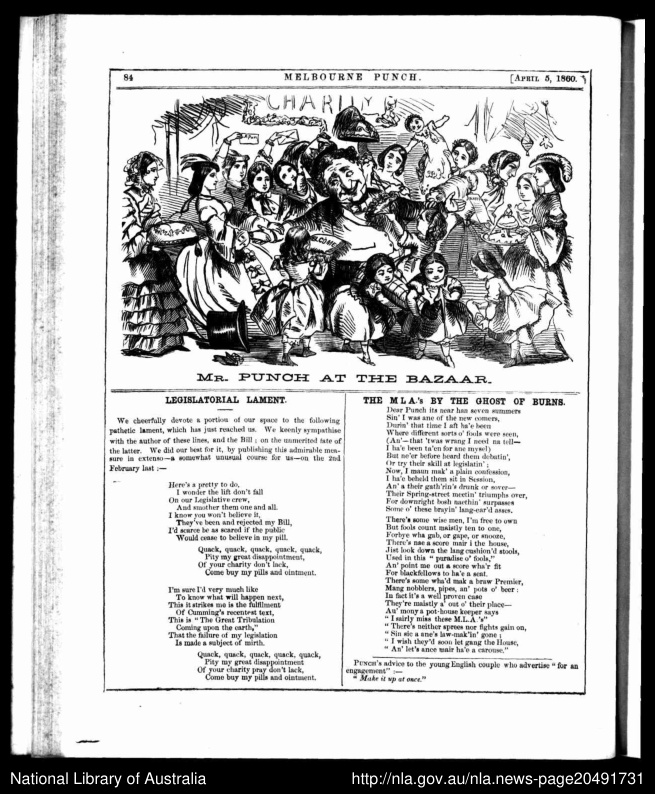 84
MELBOURNE PUNCH.
[APRIL 5, 1860.
CHARITY
WELCOME
MR. PUNCH AT THE BAZAAR.
LEGISLATORIAL LAMENT.
We cheerfully devote a portion of our space to the following
pathetic lament, which has just reached us. We keenly sympathise
with the author of these lines, and the Bill; on the unmerited fate of
the latter. We did our best for it, by publishing this admirable mea-
sure in extenso—a somewhat unusual course for us—on the 2nd
February last :—
Here's a pretty to do,
I wonder the lift don't fall
On our Legislative crew,
And smother them one and all.
I know you won't believe it,
They've been and rejected my Bill,
I'd scarce be as scared if the public
Would cease to believe in my pill.
Quack, quack, quack, quack, quack,
Pity my great disappointment,
Of your charity don't lack,
Come buy my pills and ointment.
I'm sure I'd very much like
To know what will happen next,
This it strikes me is the fulfilment
Of Cumming's recentest text,
This is "The Great Tribulation
Coming upon the earth,"
That the failure of my legislation
Is made a subject of mirth.
Quack, quack, quack, quack, quack,
Pity my great disappointment
Of your charity pray don't lack,
Come buy my pills and ointment.
THE M L A.'s BY THE GHOST OF BURNS.
Dear Punch its near han seven summers
Sin' I was ane of the new comers,
Durin' that time I aft ha'e been
Where different sorts o' fools were seen,
(An'—that 'twas wrang I need na tell—
I ha'e been ta'en for ane mysel)
But ne'er before heard them debatin',
Or try their skill at legislatin';
Now, I maun mak' a plain confession,
I ha'e beheld them sit in Session,
An' a their gath'rin's drunk or sover—
Their Spring-street meetin' triumphs over,
For downright bosh naethin' surpasses
Some o' these brayin' lang-ear'd asses.
There's some wise men, I'm free to own
But fools count maistly ten to one,
Forbye wha gab, or gape, or snooze,
There's nae a score mair i the house,
Jist look down the lang cushion'd stools,
Used in this "paradise o' fools,"
An' point me out a score wha'r fit
For blackfellows to ha'e a seat.
There's some wha'd mak a braw Premier,
Mang nobblers, pipes, an' pots o' beer:
In fact it's a well proven case
They're maistly a' out o' their place—
Au' mony a pot-house keeper says
"I sairly miss these M.L.A.'s"
"There's neither sprees nor fights gain on,
"Sin sic a ane's law-mak'in' gone;
"I wish they'd soon let gang the House,
"An' let's ance mair ha'e a carouse."
PUNCH'S advice to the young English couple who advertise "for an
engagement" :—
"Make it up at once."
National Library of Australia
http://nla.gov.au/nla.news-page20491731